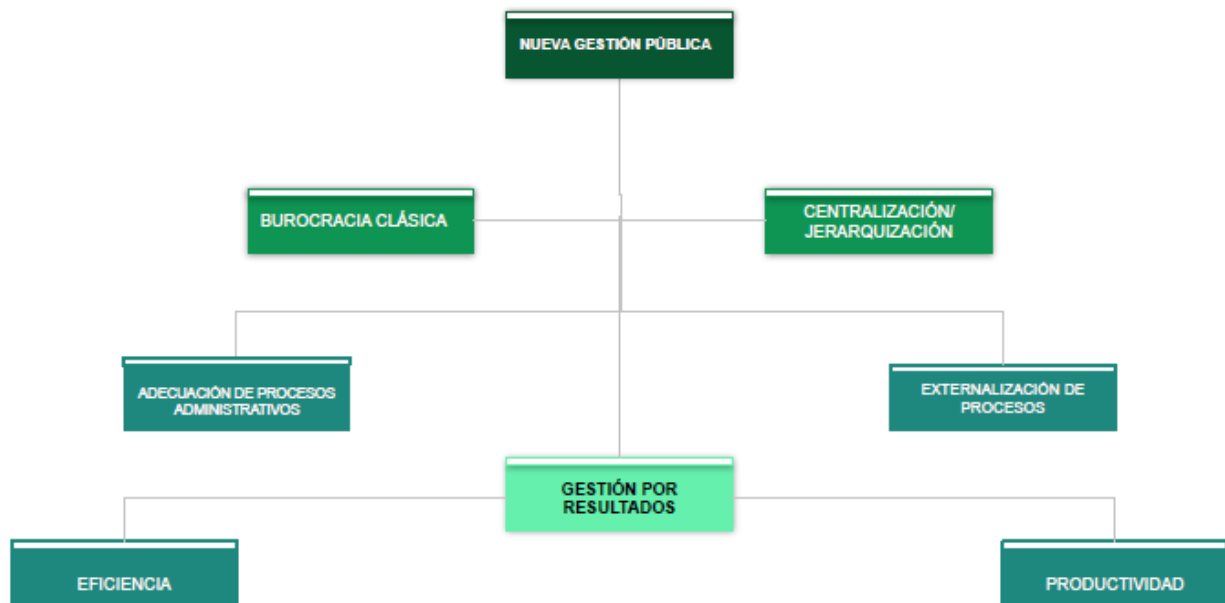 NUEVA GESTIÓN PÚBLICA
BUROCRACIA CLÁSICA
CENTRALIZACIÓN/
JERARQUIZACIÓN
ADECUACIÓN DE PROCESOS
ADMINISTRATIVOS
EXTERNALIZACIÓN DE
PROCESOS
GESTIÓN POR
RESULTADOS
EFICIENCIA
PRODUCTIVIDAD